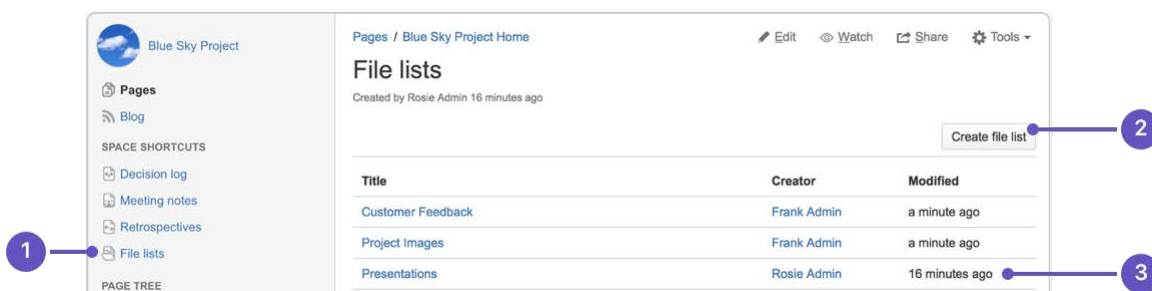 Blue Sky Project
Pages
Blog
SPACE SHORTCUTS
Decision log
Meeting notes
Retrospectives
File lists
PAGE TREE
1
Pages / Blue Sky Project Home
Edit Watch Share Tools
File lists
Created by Rosie Admin 16 minutes ago
Create file list
2
Title Creator Modified
Customer Feedback Frank Admin a minute ago
Project Images Frank Admin a minute ago
Presentations Rosie Admin 16 minutes ago
3